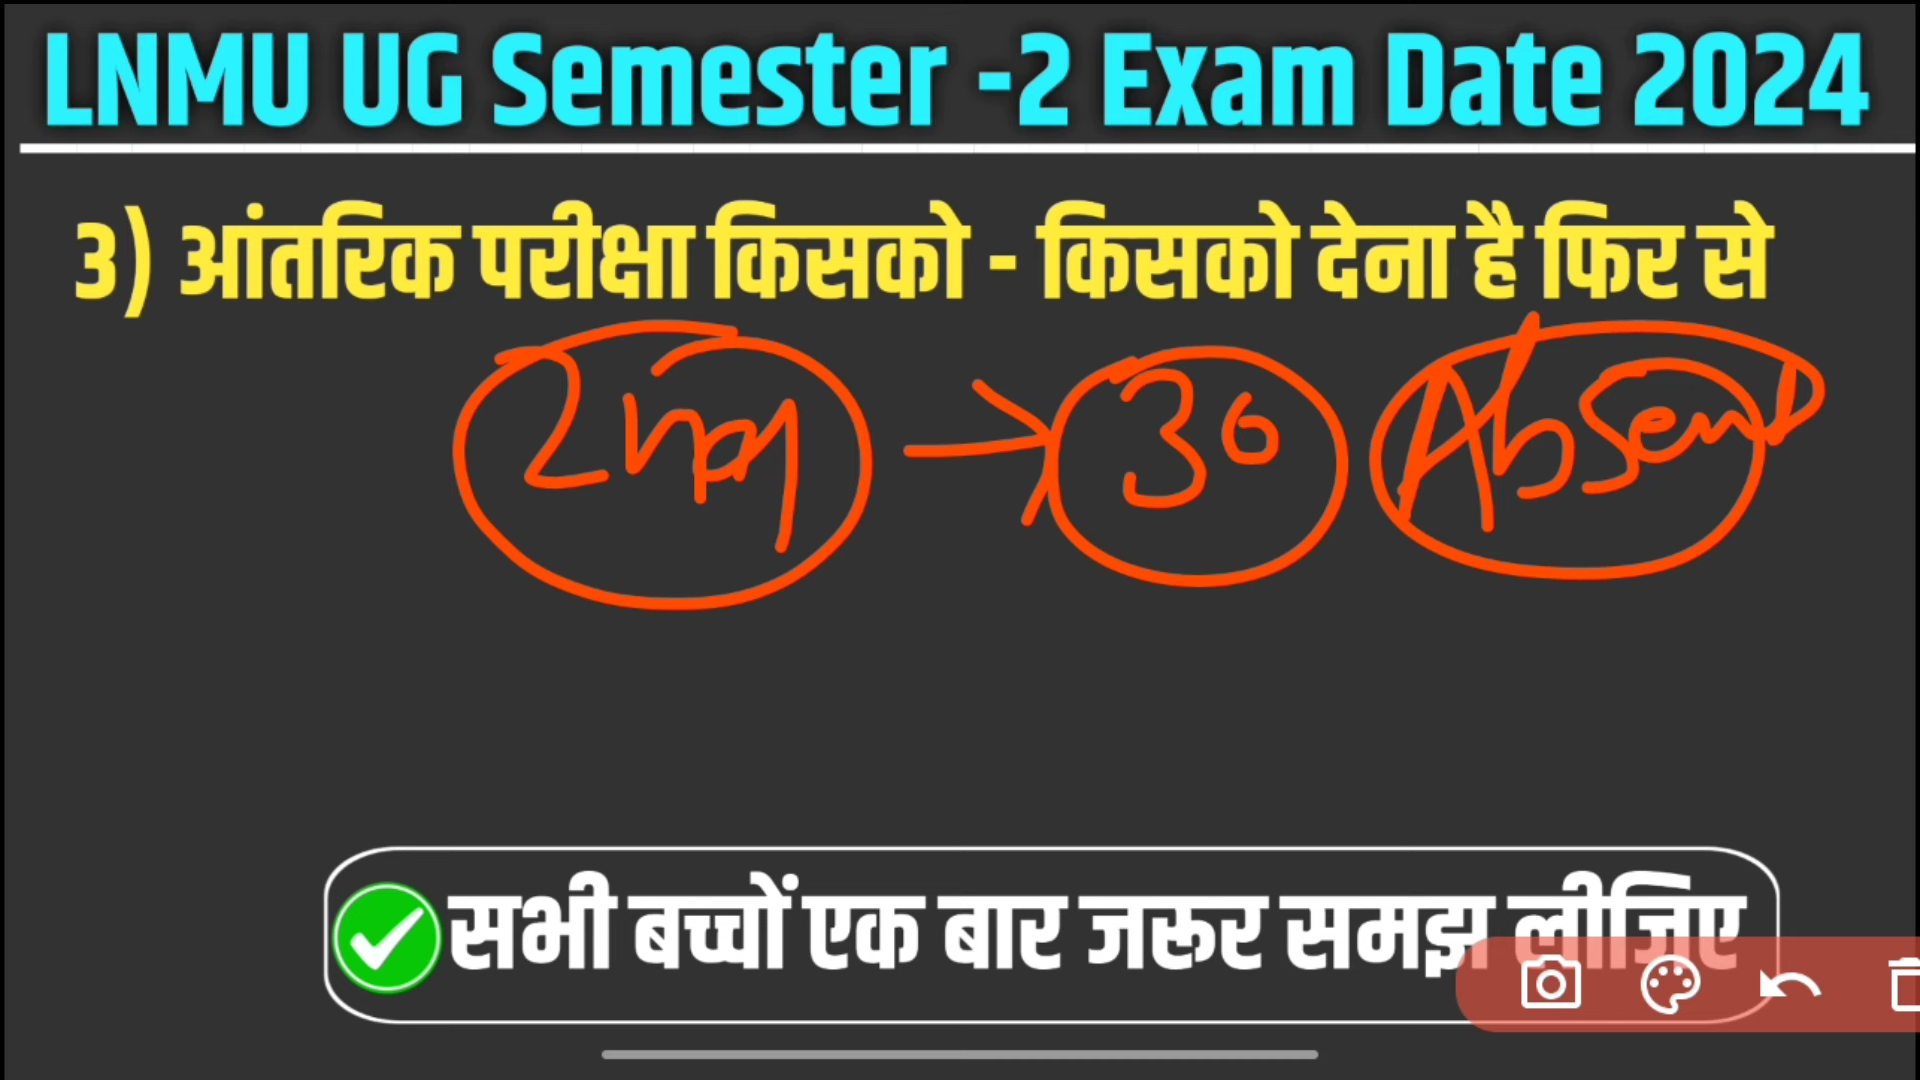 LNMU UG Semester -2 Exam Date 2024
3) आंतरिक परीक्षा किसको - किसको देना है फिर से
30 Absent
सभी बच्चों एक बार जरूर समझ लीजिए